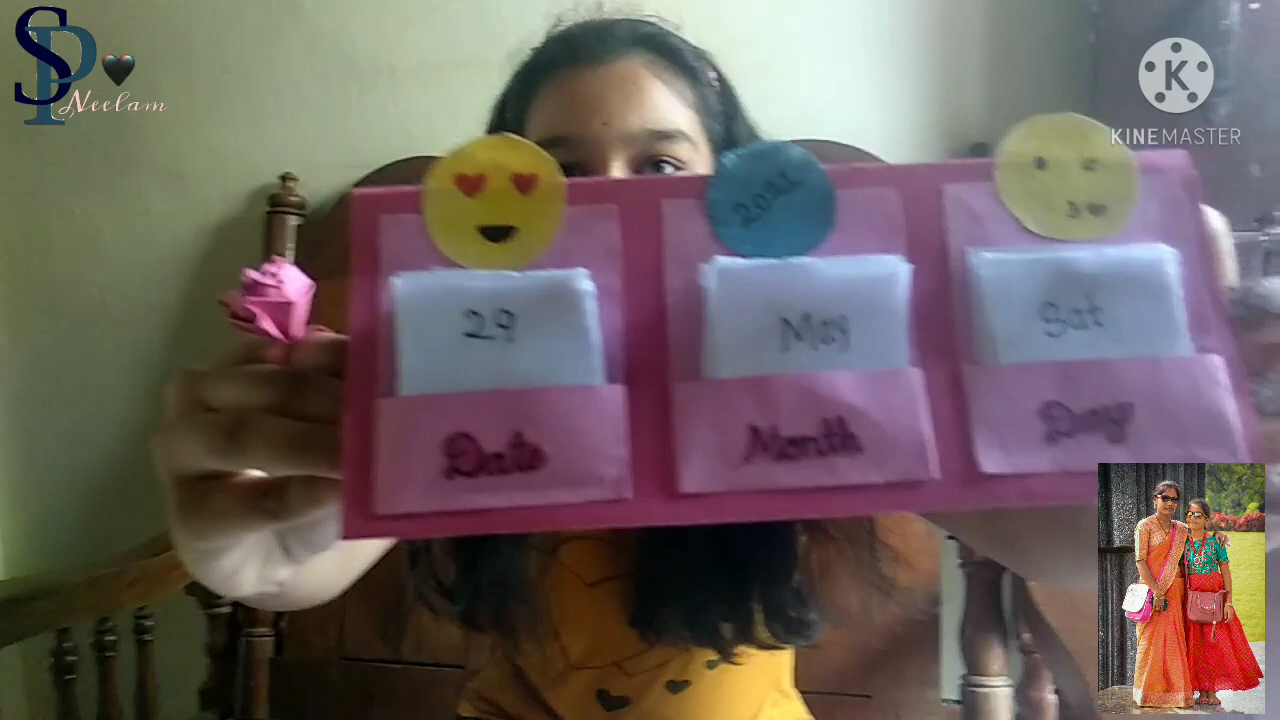 SP
Neelam
K
KINEMASTER
2021
29
May
Sat
Date
Month
Day